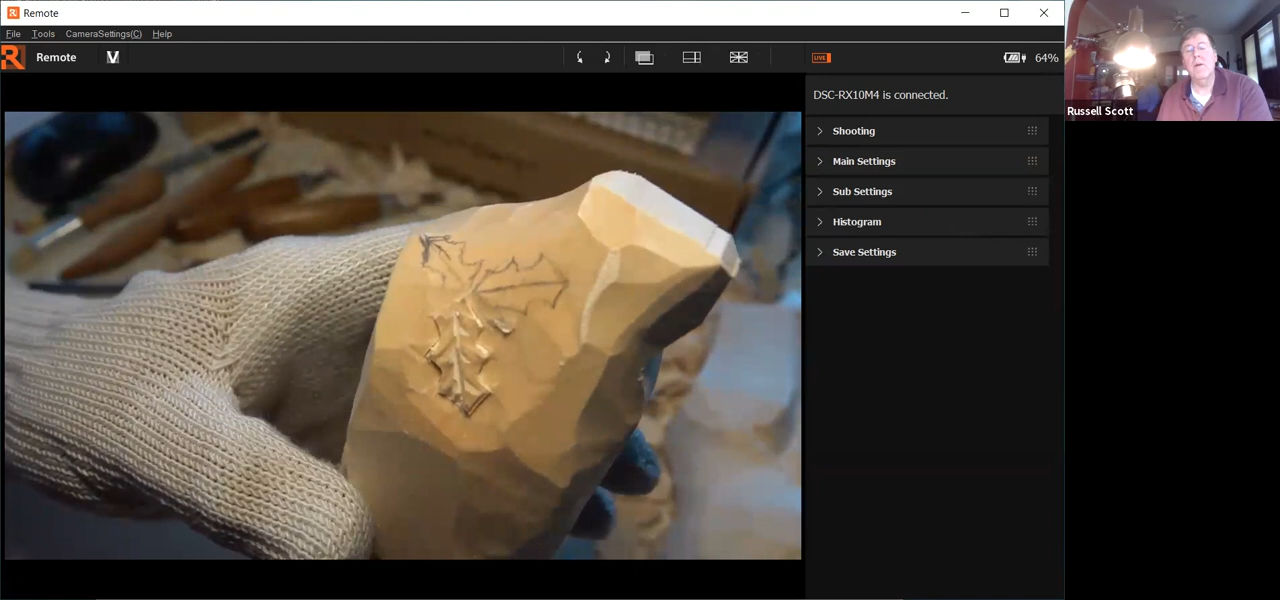 Remote
File Tools CameraSettings(C) Help
Remote
LIVE
64%
DSC-RX10M4 is connected.
Shooting
Main Settings
Sub Settings
Histogram
Save Settings
Russell Scott